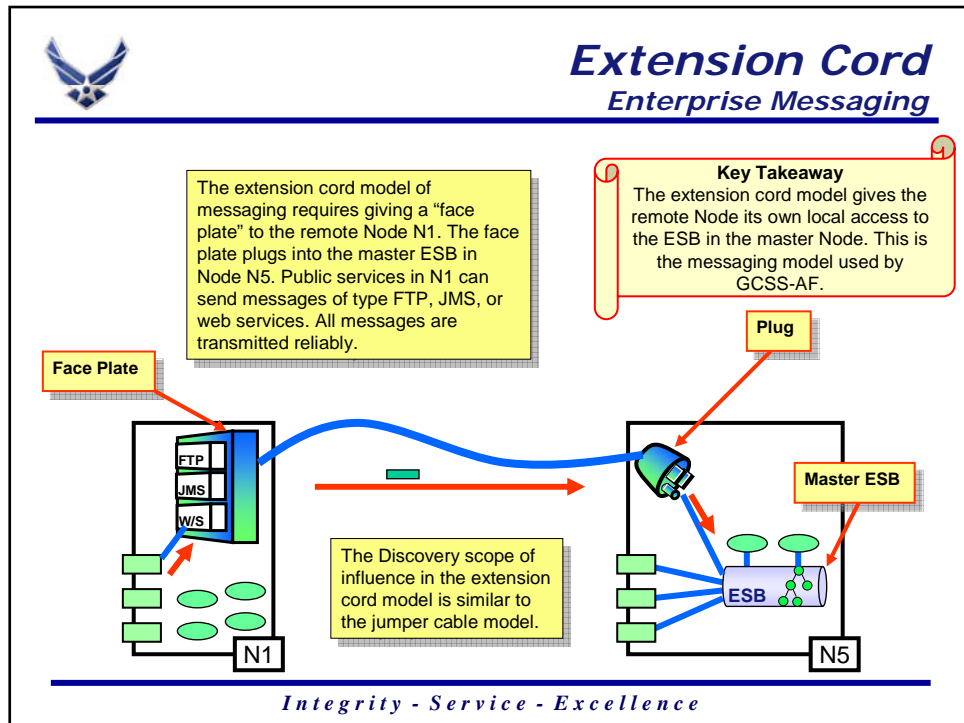 Extension Cord
Enterprise Messaging
The extension cord model of
messaging requires giving a “face
plate” to the remote Node N1. The face
plate plugs into the master ESB in
Node N5. Public services in N1 can
send messages of type FTP, JMS, or
web services. All messages are
transmitted reliably.
Key Takeaway
The extension cord model gives the
remote Node its own local access to
the ESB in the master Node. This is
the messaging model used by
GCSS-AF.
Plug
Face Plate
FTP
JMS
W/S
Master ESB
The Discovery scope of
influence in the extension
cord model is similar to
the jumper cable model.
ESB
N1
N5
Integrity - Service - Excellence